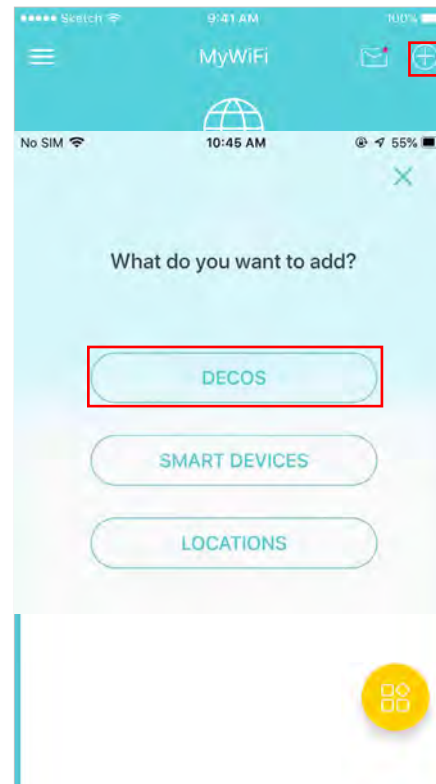 Sketch 9:41 AM 100%
MyWiFi
No SIM 10:45 AM 55%
What do you want to add?
DECOS
SMART DEVICES
LOCATIONS